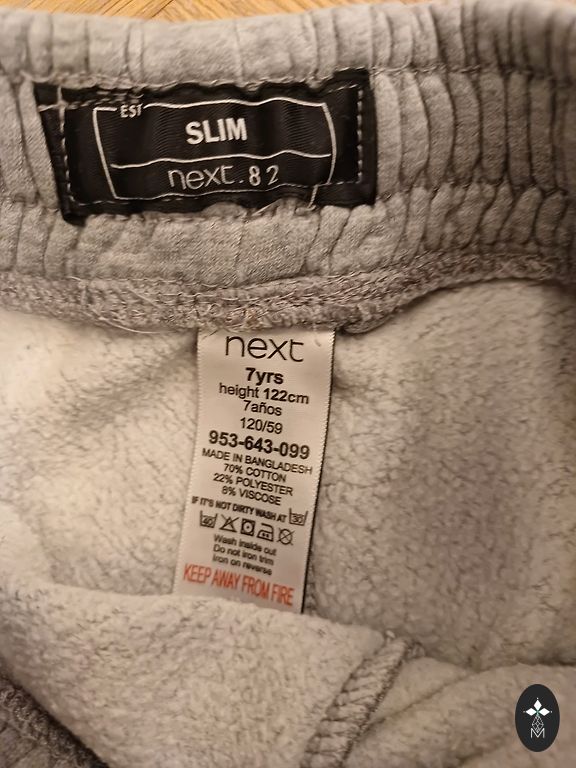 EST
SLIM
next.82
next
7yrs
height 122cm
7años
120/59
953-643-099
MADE IN BANGLADESH
70% COTTON
22% POLYESTER
8% VISCOSE
IF IT'S NOT DIRTY WASH AT 30
40
Wash inside out
Do not iron trim
Iron on reverse
KEEP AWAY FROM FIRE
M